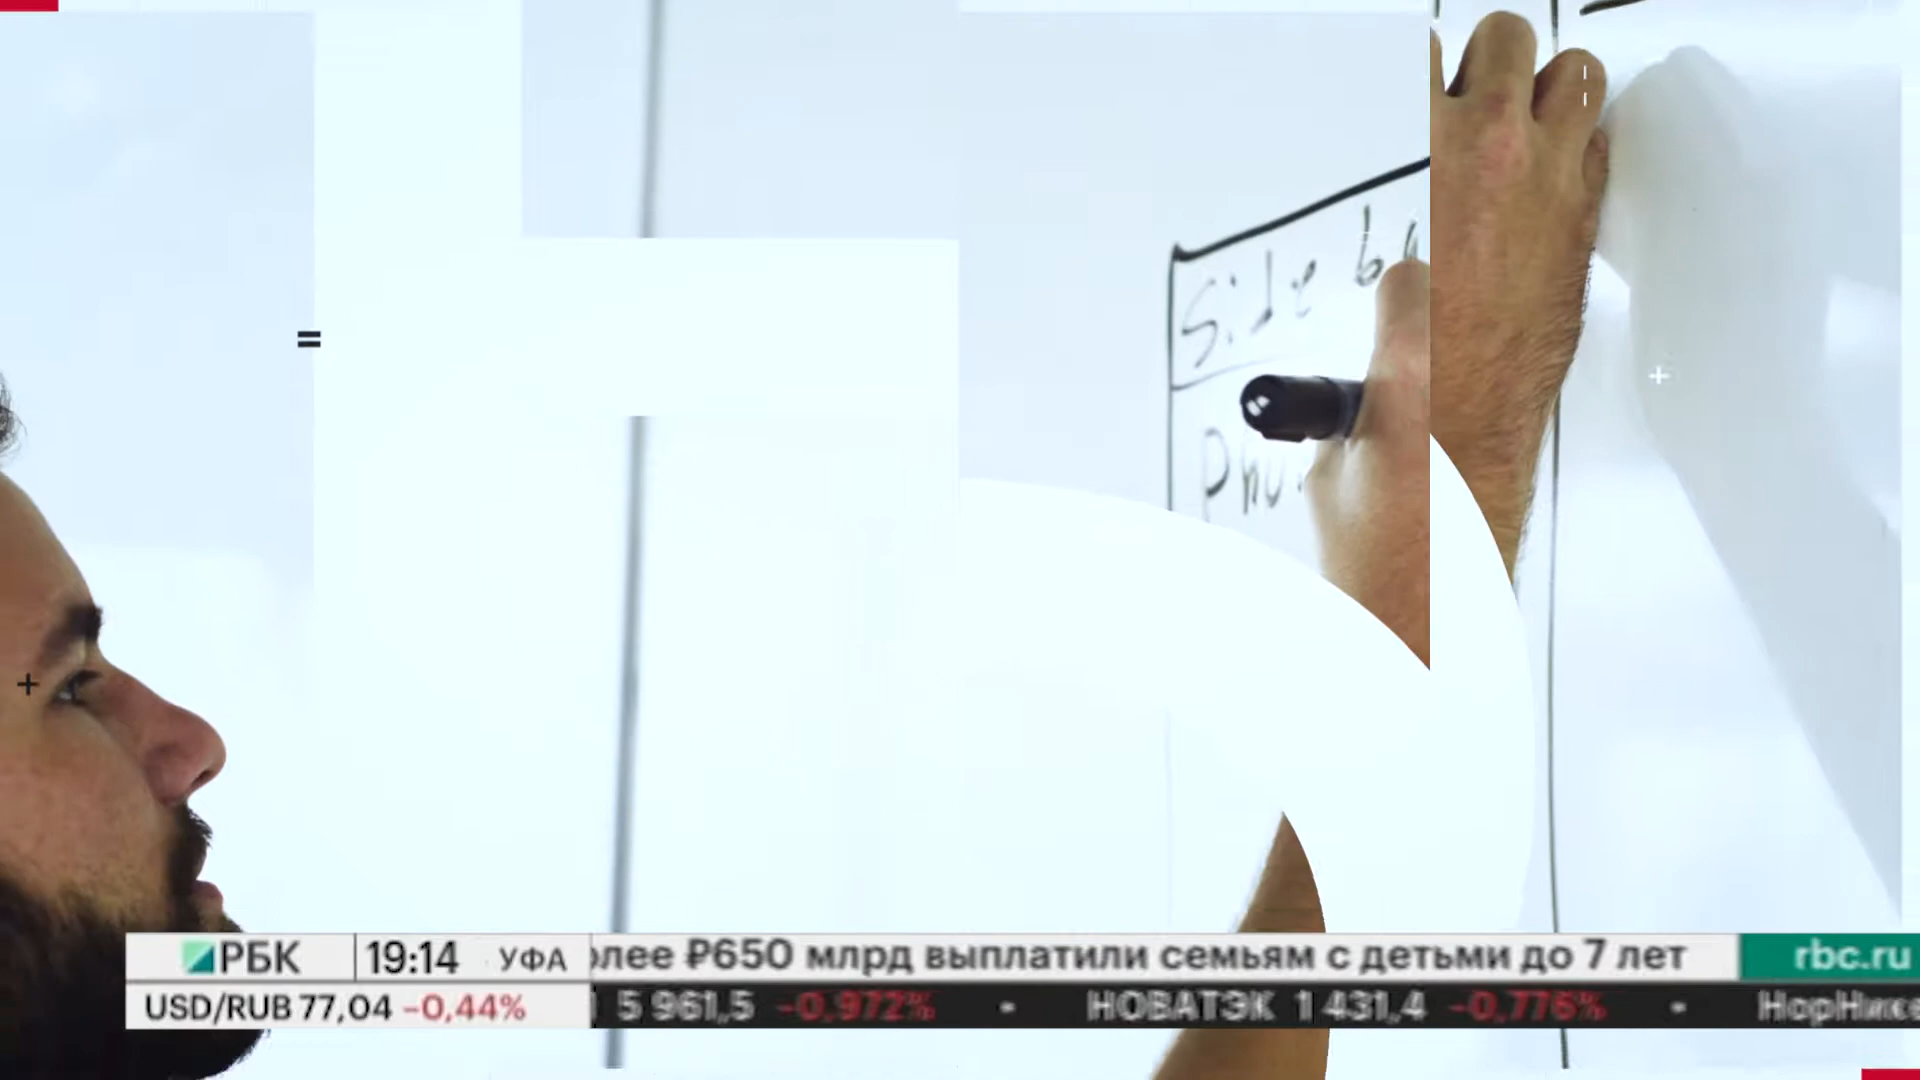 Side
РБК
19:14
УФА
₽650 млрд выплатили семьям с детьми до 7 лет
rbc.ru
USD/RUB 77,04 -0,44%
5 961,5 -0,972% - НОВАТЭК 1 431,4 -0,776% -